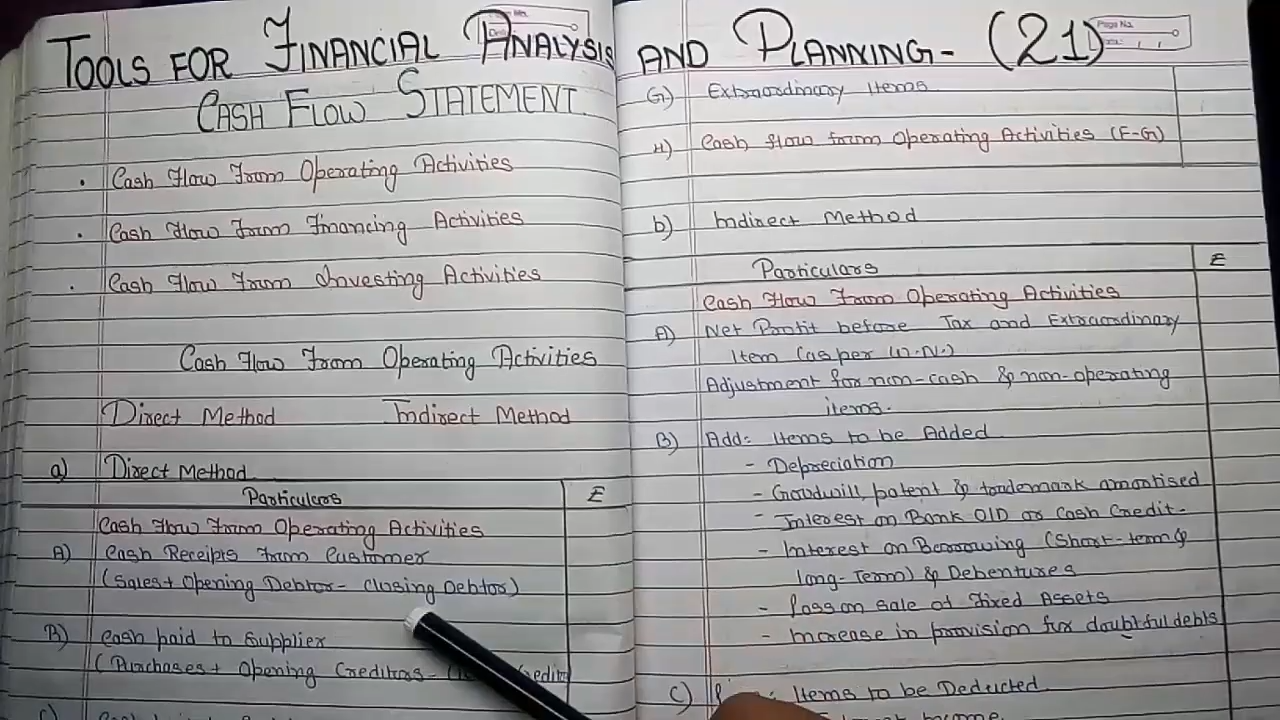 TOOLS FOR FINANCIAL ANALYSIS AND PLANNING- (21)
CASH FLOW STATEMENT
• Cash Flow From Operating Activities
• Cash Flow From Financing Activities
• Cash Flow From Investing Activities
Cash Flow From Operating Activities
Direct Method Indirect Method
a) Direct Method
Particulars £
Cash Flow From Operating Activities
A) Cash Receipts From Customer
(Sales+ Opening Debtor- Closing Debtor)
B) Cash paid to Supplier
(Purchases+ Opening Creditors-
C)
Page No.
G) Extraordinary Items
H) Cash flow from Operating Activities (F-G)
b) Indirect Method
Particulars £
Cash Flow From Operating Activities
A) Net Profit before Tax and Extraordinary
Item (as per W.N.)
Adjustment for non-cash & non-operating
items.
B) Add: Items to be Added
- Depreciation
- Goodwill, patent & trademark amortised
- Interest on Bank O/D or Cash Credit.
- Interest on Borrowing (Short-term &
long-Term) & Debentures
- Loss on sale of Fixed Assets
- Increase in provision for doubtful debts
C) Items to be Deducted
Income.